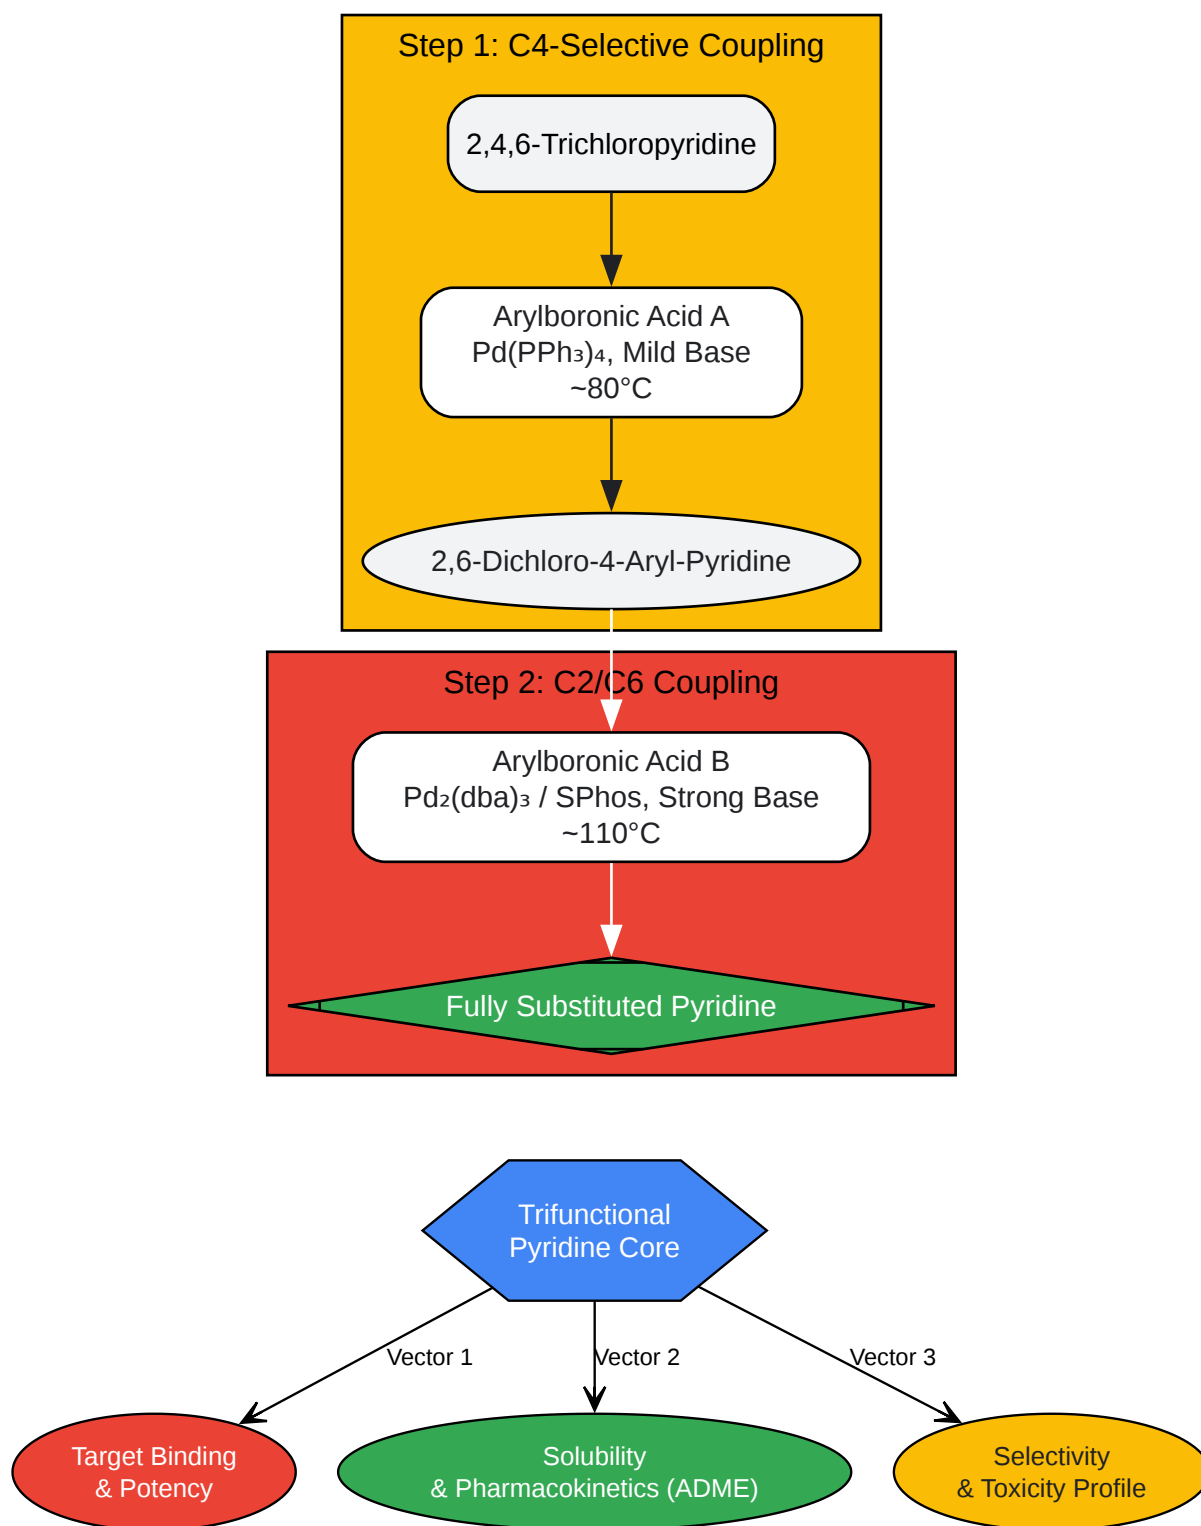 Step 1: C4-Selective Coupling
2,4,6-Trichloropyridine
Arylboronic Acid A
Pd(PPh₃)₄, Mild Base
~80°C
2,6-Dichloro-4-Aryl-Pyridine
Step 2: C2/C6 Coupling
Arylboronic Acid B
Pd₂(dba)₃ / SPhos, Strong Base
~110°C
Fully Substituted Pyridine
Trifunctional
Pyridine Core
Vector 1
Vector 2
Vector 3
Target Binding
& Potency
Solubility
& Pharmacokinetics (ADME)
Selectivity
& Toxicity Profile